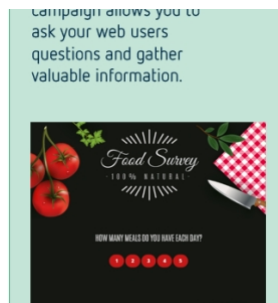 campaign allows you to
ask your web users
questions and gather
valuable information.
Food Survey
100% NATURAL
HOW MANY MEALS DO YOU HAVE EACH DAY?
1 2 3 4 5